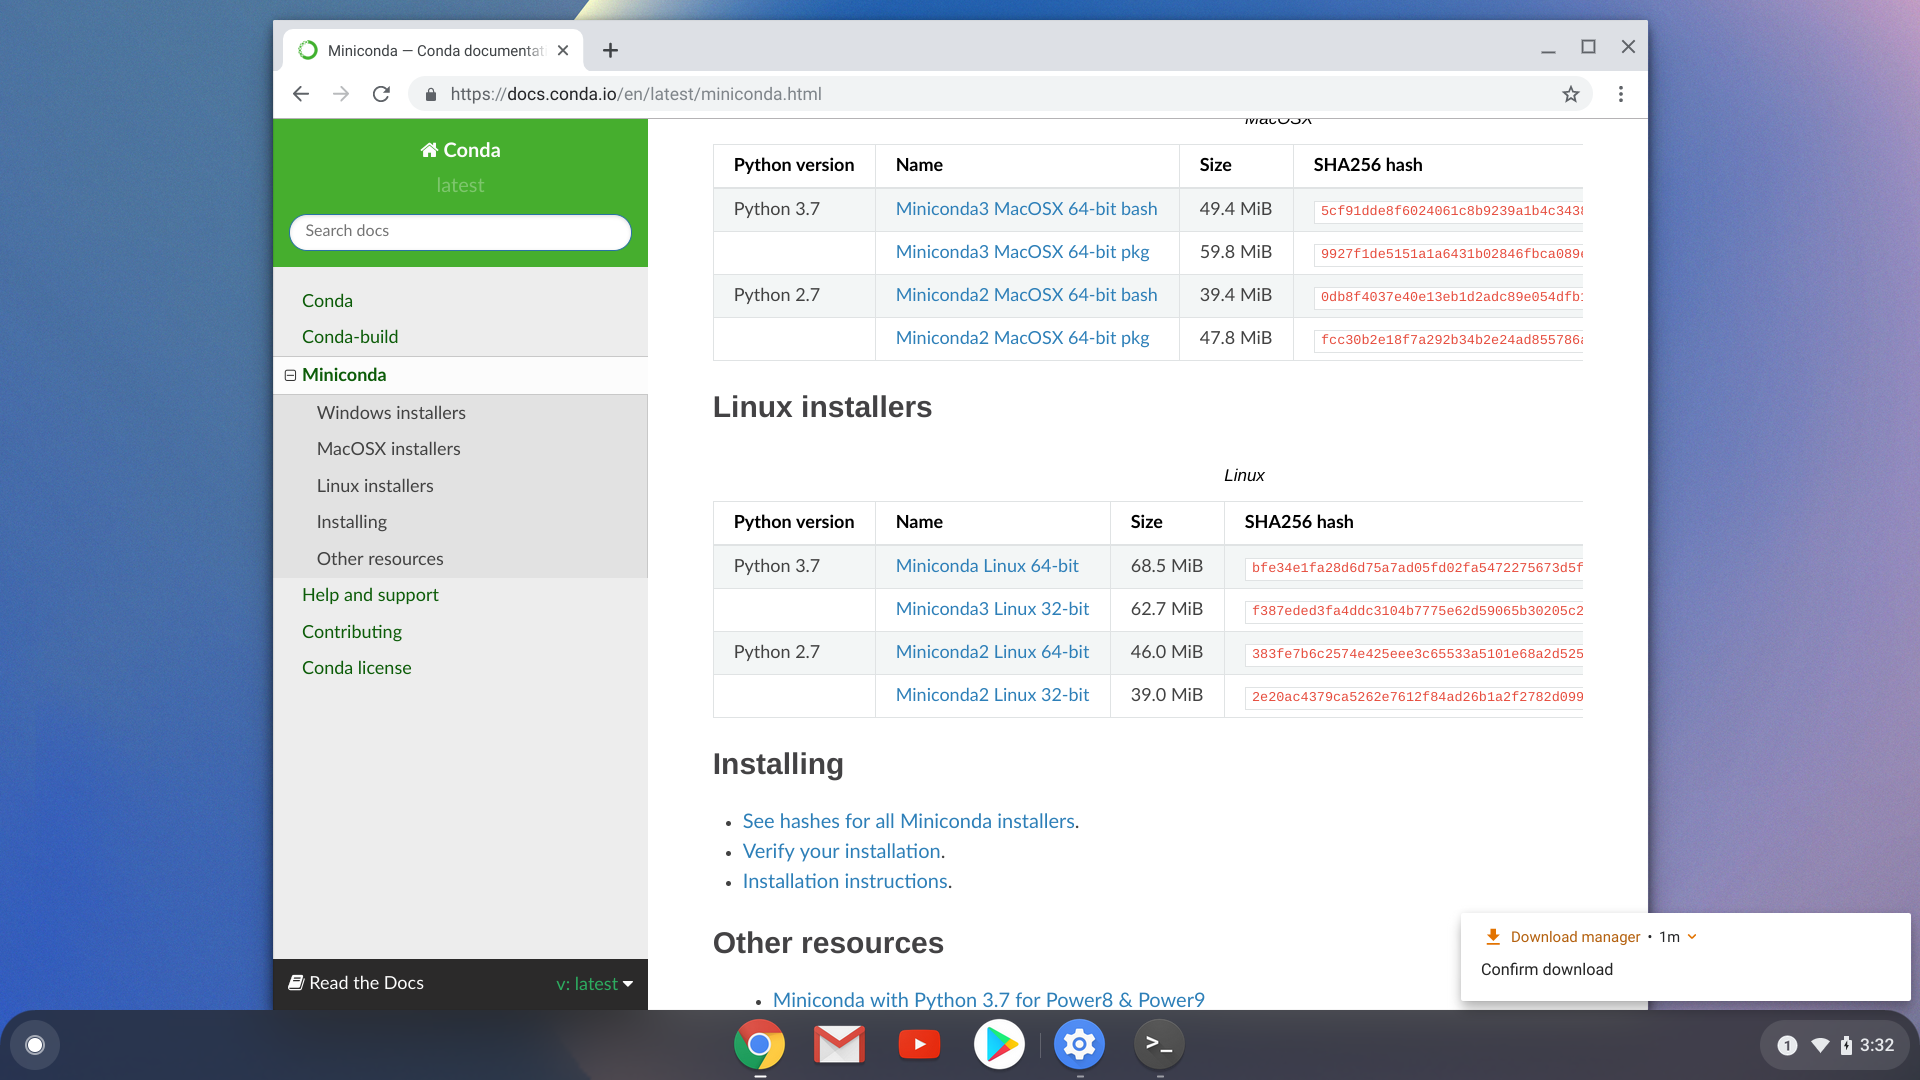 Miniconda — Conda documentat
https://docs.conda.io/en/latest/miniconda.html
Conda
latest
Search docs
Conda
Conda-build
Miniconda
Windows installers
MacOSX installers
Linux installers
Installing
Other resources
Help and support
Contributing
Conda license
Read the Docs
v: latest
MacOSX
Python version Name Size SHA256 hash
Python 3.7 Miniconda3 MacOSX 64-bit bash 49.4 MiB 5cf91dde8f6024061c8b9239a1b4c3438
Miniconda3 MacOSX 64-bit pkg 59.8 MiB 9927f1de5151a1a6431b02846fbca089e
Python 2.7 Miniconda2 MacOSX 64-bit bash 39.4 MiB 0db8f4037e40e13eb1d2adc89e054dfb1
Miniconda2 MacOSX 64-bit pkg 47.8 MiB fcc30b2e18f7a292b34b2e24ad855786a
Linux installers
Linux
Python version Name Size SHA256 hash
Python 3.7 Miniconda Linux 64-bit 68.5 MiB bfe34e1fa28d6d75a7ad05fd02fa5472275673d5f
Miniconda3 Linux 32-bit 62.7 MiB f387eded3fa4ddc3104b7775e62d59065b30205c2
Python 2.7 Miniconda2 Linux 64-bit 46.0 MiB 383fe7b6c2574e425eee3c65533a5101e68a2d525
Miniconda2 Linux 32-bit 39.0 MiB 2e20ac4379ca5262e7612f84ad26b1a2f2782d099
Installing
• See hashes for all Miniconda installers.
• Verify your installation.
• Installation instructions.
Other resources
• Miniconda with Python 3.7 for Power8 & Power9
Download manager • 1m
Confirm download
>_
1 3:32